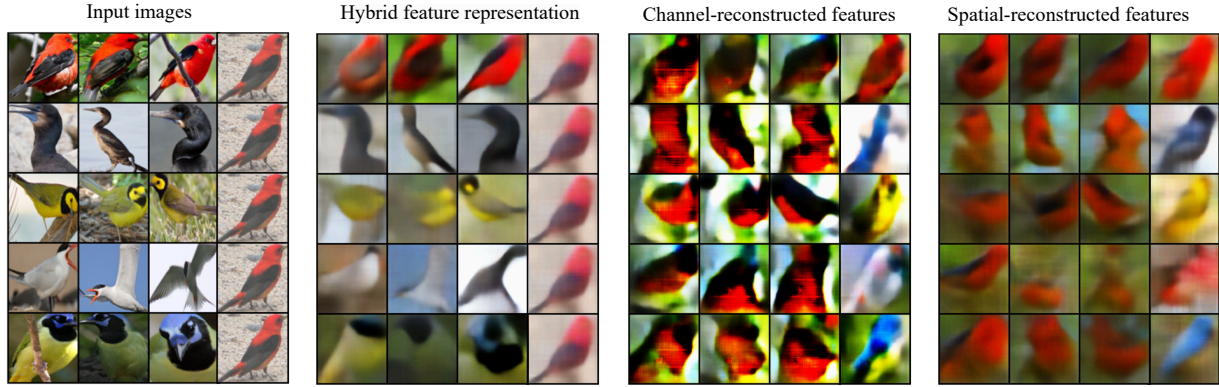 Input images
Hybrid feature representation
Channel-reconstructed features
Spatial-reconstructed features